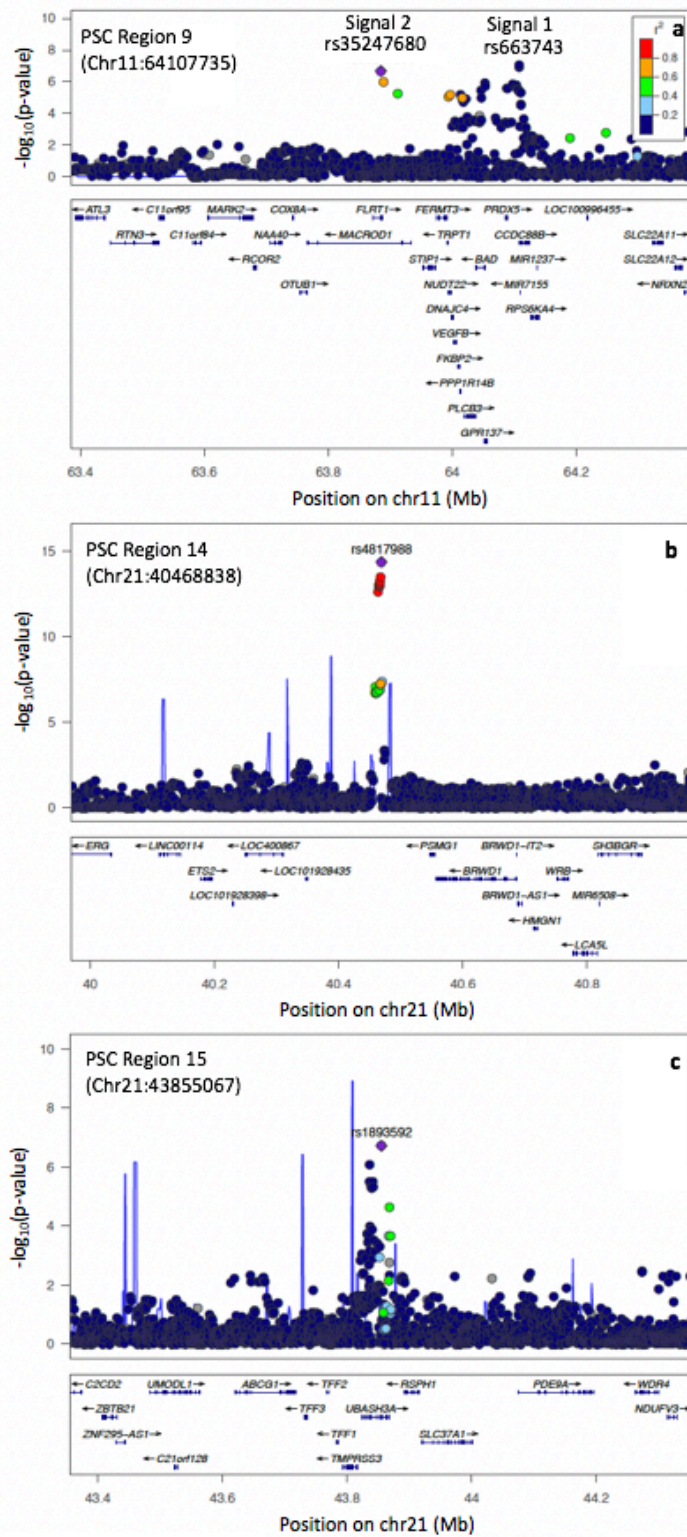 Signal 2 Signal 1
PSC Region 9 rs35247680 rs663743 r² a
(Chr11:64107735)
0.8
0.6
0.4
0.2
10
8
6
4
2
0
-log10(p-value)
←ATL3 ←C11orf95 MARK2→ COX8A→ FLRT1→ FERMT3→ PRDX5→ LOC100996455→
RTN3→ C11orf84→ NAA40→ ←MACROD1 ←TRPT1 CCDC88B→ SLC22A11→
←RCOR2 STIP1→ ←BAD MIR1237→ SLC22A12→
OTUB1→ NUDT22→ ←MIR7155 ←NRXN2
DNAJC4→ RPS6KA4→
VEGFB→
FKBP2→
←PPP1R14B
PLCB3→
GPR137→
63.4 63.6 63.8 64 64.2
Position on chr11 (Mb)
PSC Region 14 rs4817988 b
(Chr21:40468838)
15
10
5
0
-log10(p-value)
←ERG ←LINC00114 ←LOC400867 ←PSMG1 BRWD1-IT2→ SH3BGR→
ETS2→ ←LOC101928435 ←BRWD1 WRB→
LOC101928398→ BRWD1-AS1→ MIR6508→
←HMGN1
←LCA5L
40 40.2 40.4 40.6 40.8
Position on chr21 (Mb)
PSC Region 15 c
(Chr21:43855067)
rs1893592
10
8
6
4
2
0
-log10(p-value)
←C2CD2 UMODL1→ ABCG1→ ←TFF2 ←RSPH1 PDE9A→ ←WDR4
←ZBTB21 ←TFF3 UBASH3A→ NDUFV3→
ZNF295-AS1→ ←TFF1 SLC37A1→
←C21orf128 ←TMPRSS3
43.4 43.6 43.8 44 44.2
Position on chr21 (Mb)